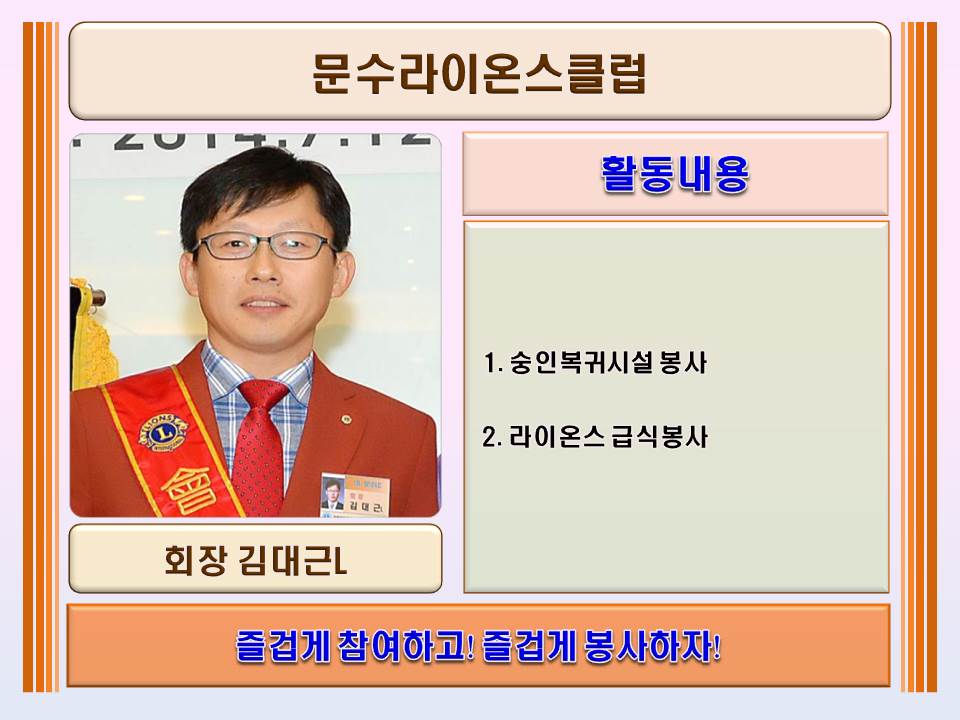 문수라이온스클럽
. 2014.7.12
활동내용
1. 숭인복귀시설 봉사
2. 라이온스 급식봉사
LIONS
L
會
회장
김대근L
회장 김대근L
즐겁게 참여하고! 즐겁게 봉사하자!